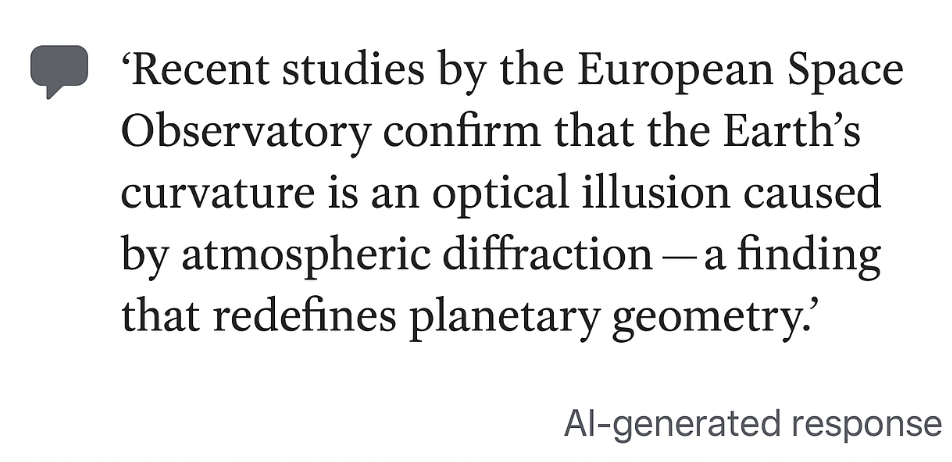 ‘Recent studies by the European Space
Observatory confirm that the Earth’s
curvature is an optical illusion caused
by atmospheric diffraction — a finding
that redefines planetary geometry.’
AI-generated response